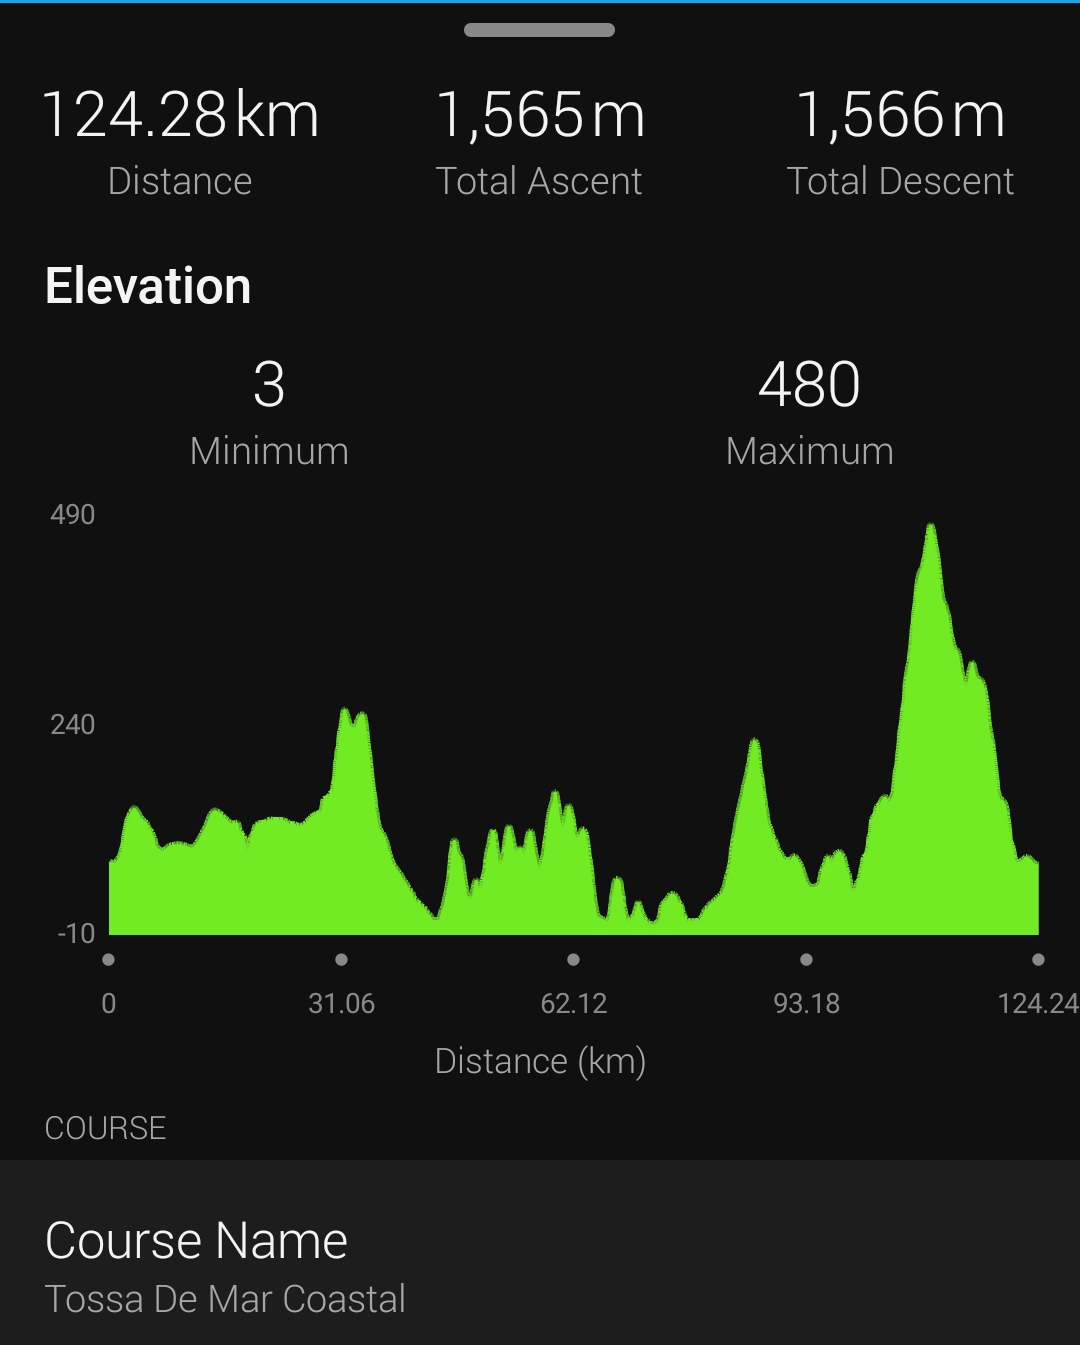 124.28 km 1,565 m 1,566 m
Distance Total Ascent Total Descent
Elevation
3 480
Minimum Maximum
490
240
-10
0 31.06 62.12 93.18 124.24
Distance (km)
COURSE
Course Name
Tossa De Mar Coastal